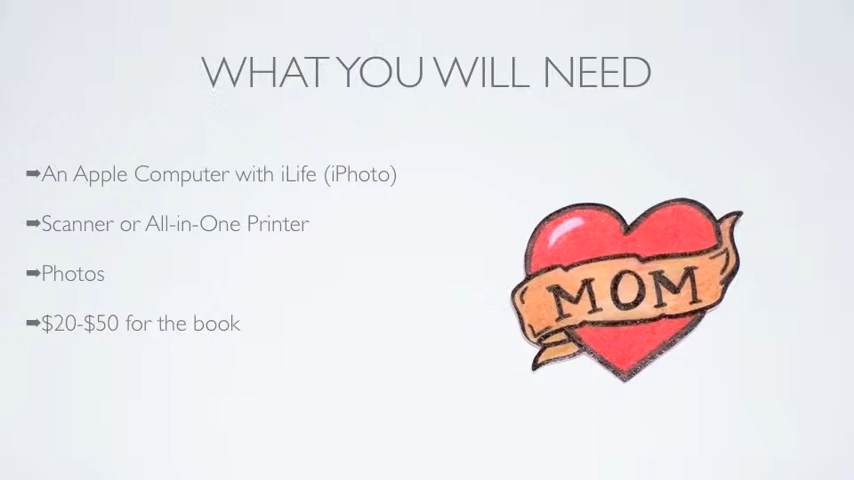 WHAT YOU WILL NEED
➡An Apple Computer with iLife (iPhoto)
➡Scanner or All-in-One Printer
➡Photos
➡$20-$50 for the book
MOM